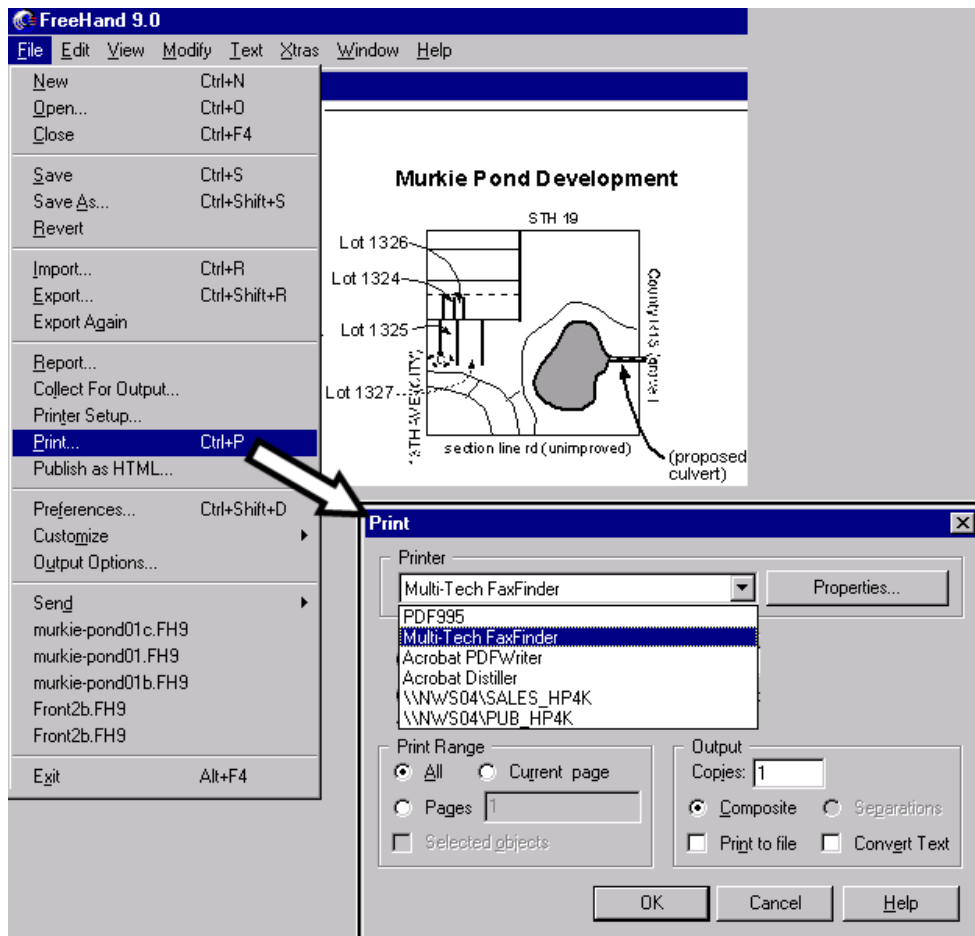 FreeHand 9.0
File Edit View Modify Text Xtras Window Help
New Ctrl+N
Open... Ctrl+O
Close Ctrl+F4
Save Ctrl+S
Save As... Ctrl+Shift+S
Revert
Import... Ctrl+R
Export... Ctrl+Shift+R
Export Again
Report...
Collect For Output...
Printer Setup...
Print... Ctrl+P
Publish as HTML...
Preferences... Ctrl+Shift+D
Customize
Output Options...
Send
murkie-pond01c.FH9
murkie-pond01.FH9
murkie-pond01b.FH9
Front2b.FH9
Front2b.FH9
Exit Alt+F4
Murkie Pond Development
STH 19
Lot 1326
Lot 1324
Lot 1325
Lot 1327
13TH AVE (CITY)
County
section line rd (unimproved)
(proposed
culvert)
Print
Printer
Multi-Tech FaxFinder
Properties...
PDF995
Multi-Tech FaxFinder
Acrobat PDFWriter
Acrobat Distiller
\\NWS04\SALES_HP4K
\\NWS04\PUB_HP4K
Print Range
All Current page
Pages 1
Selected objects
Output
Copies: 1
Composite Separations
Print to file Convert Text
OK Cancel Help